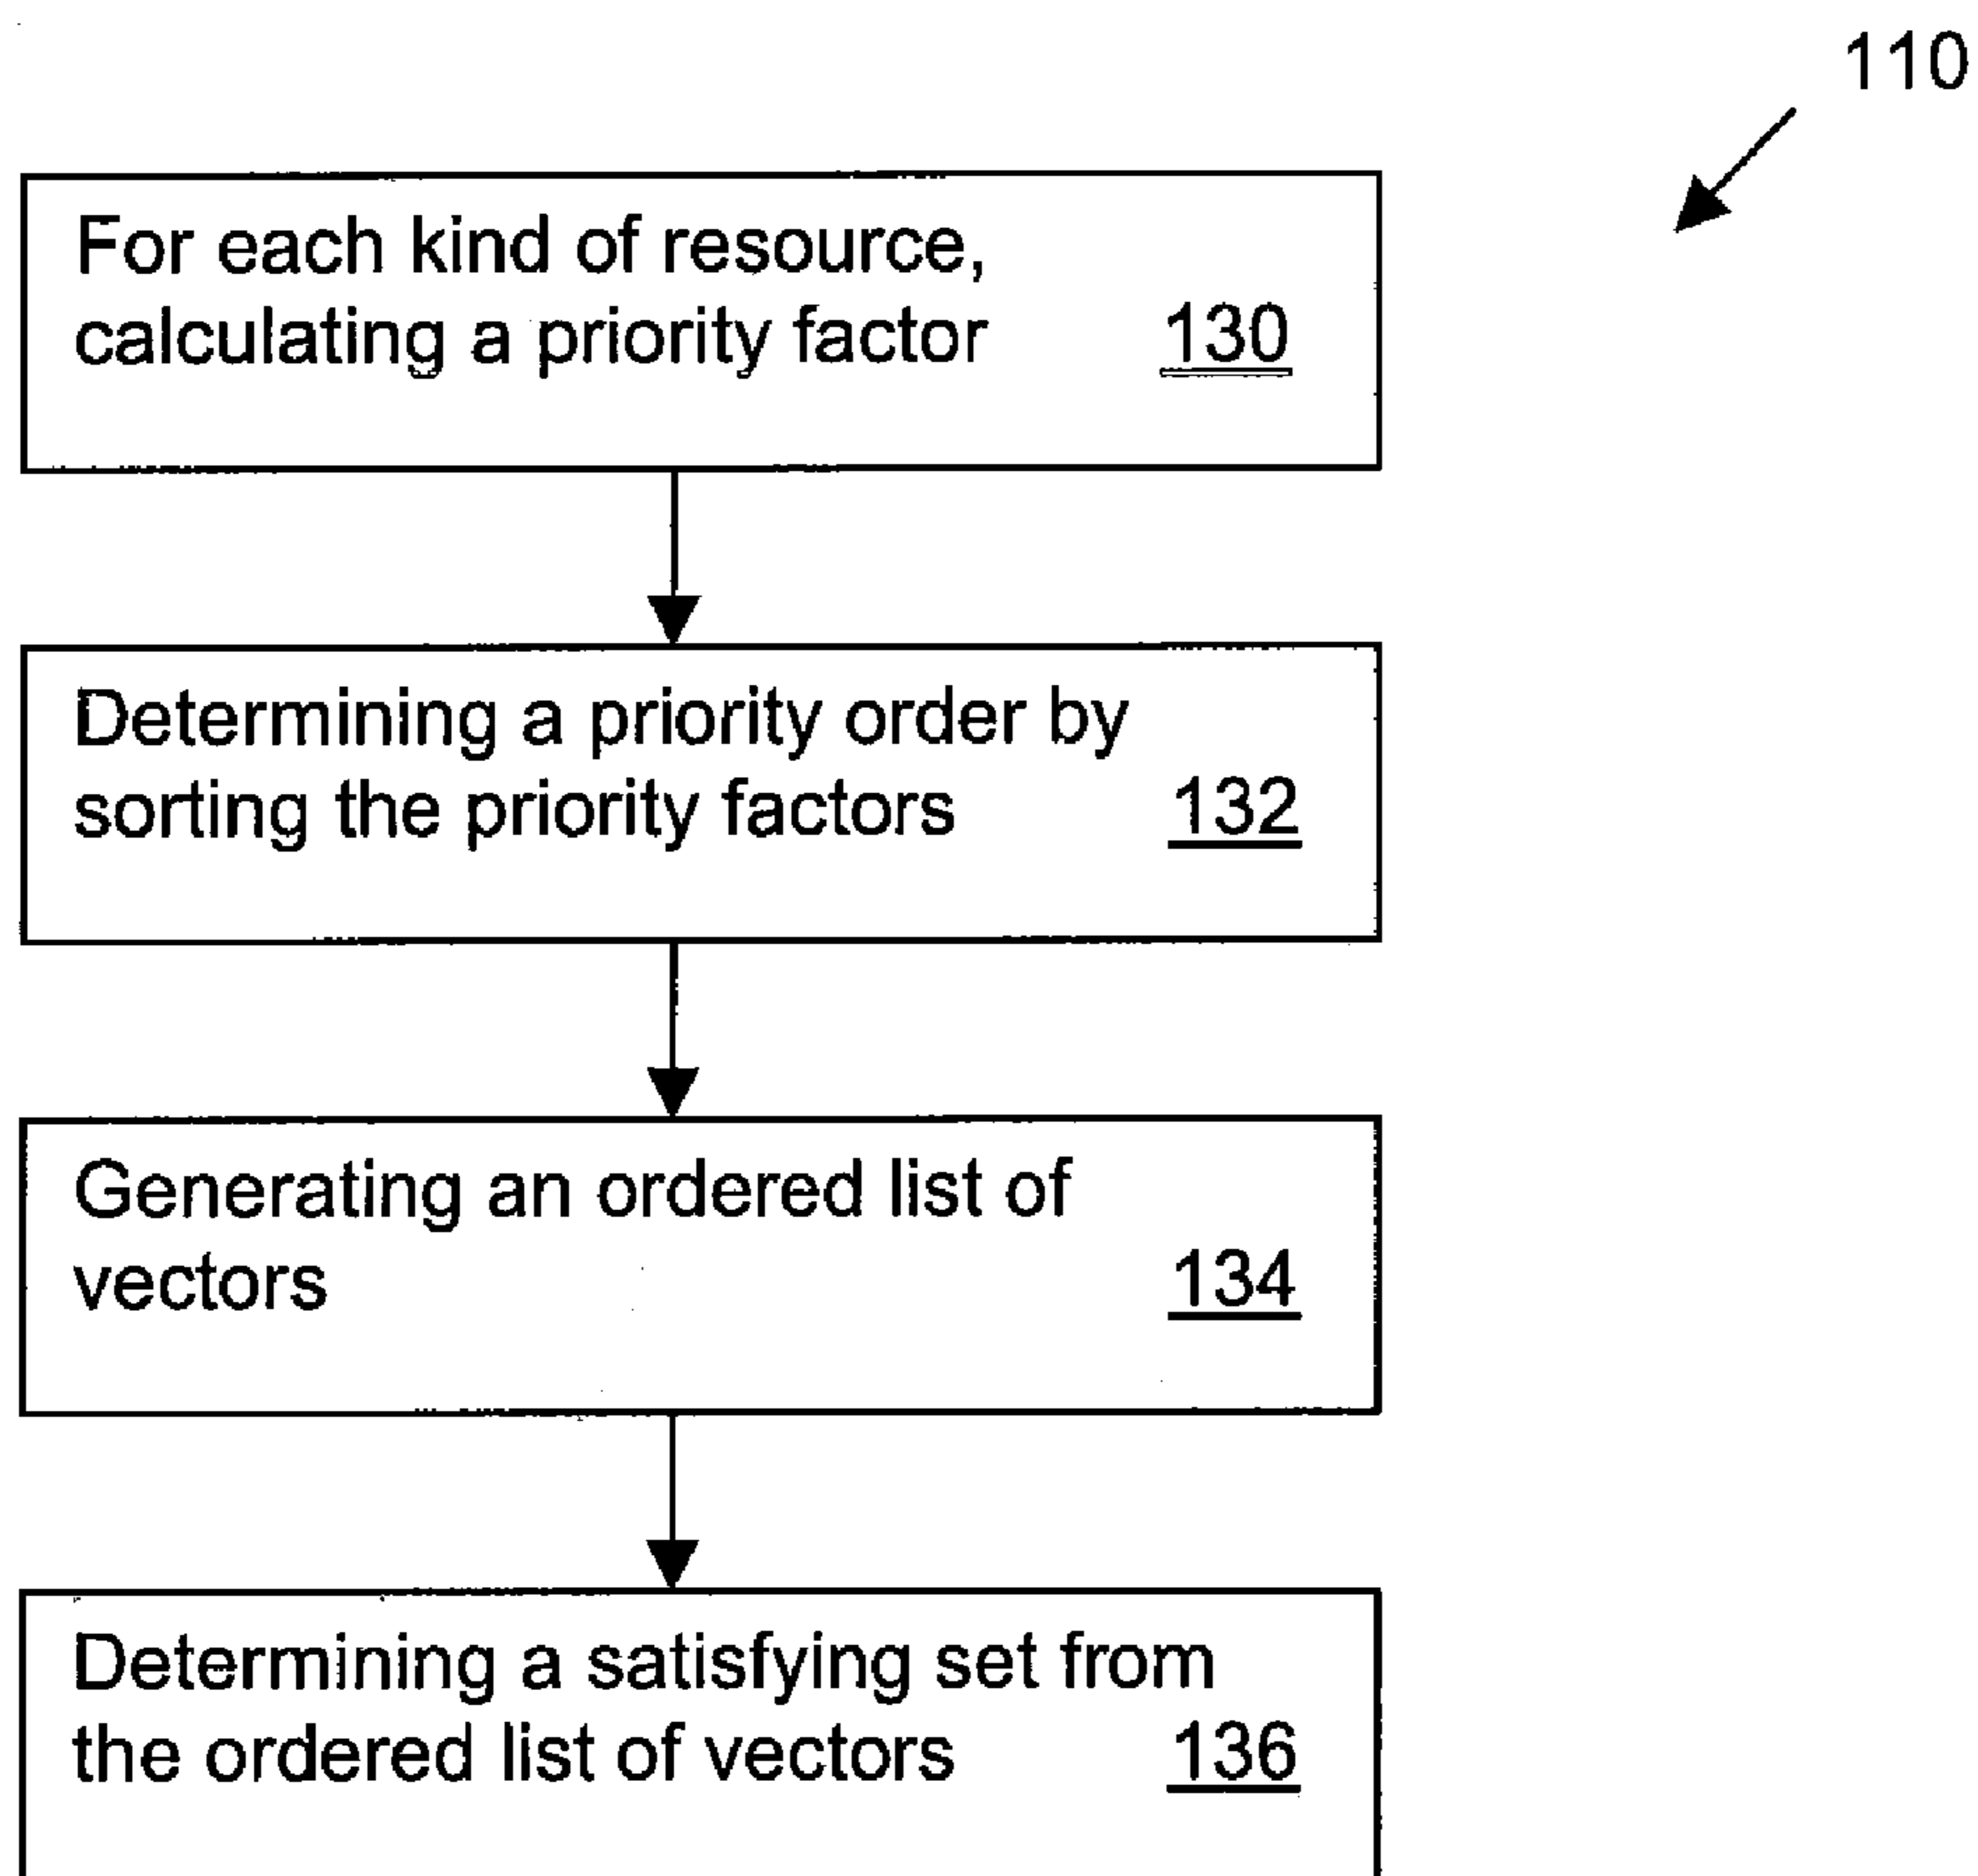 110
For each kind of resource,
calculating a priority factor 130
Determining a priority order by
sorting the priority factors 132
Generating an ordered list of
vectors 134
Determining a satisfying set from
the ordered list of vectors 136